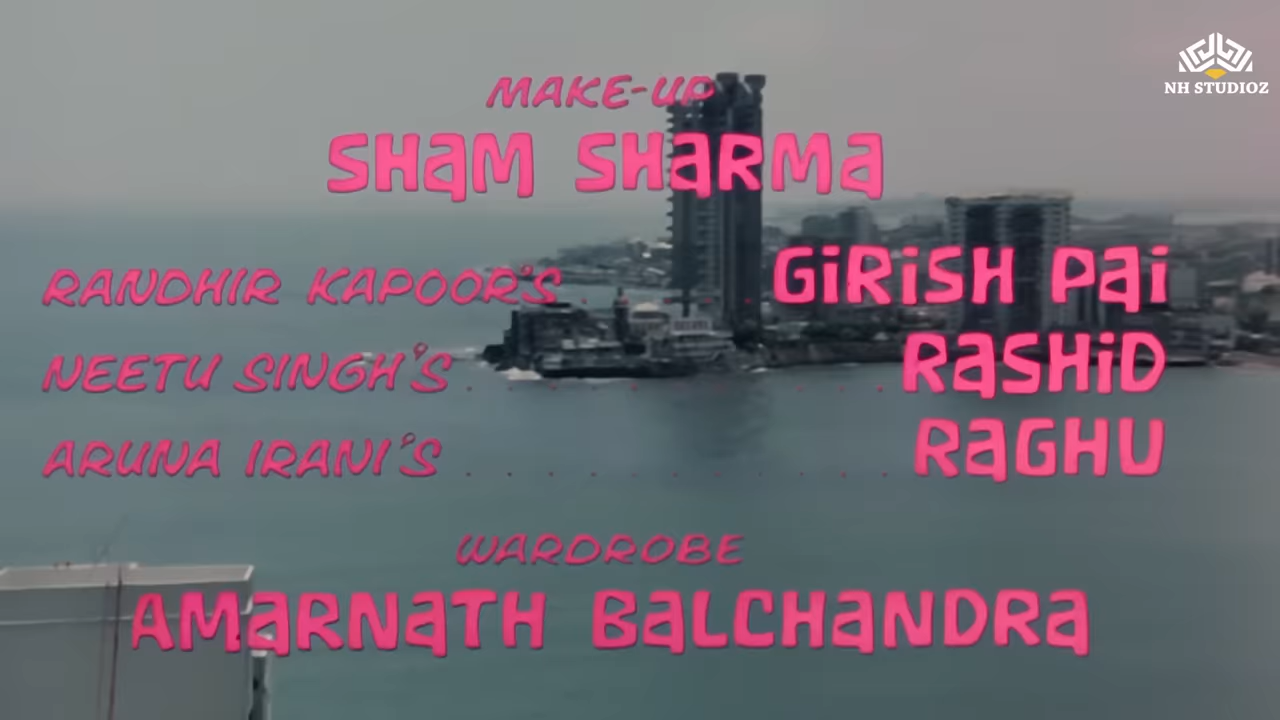 NH STUDIOZ
MAKE-UP
SHAM SHARMA
RANDHIR KAPOOR'S . . . . GIRISH PAI
NEETU SINGH'S . . . . . . . . . . . RASHID
ARUNA IRANI'S . . . . . . . . . . . RAGHU
WARDROBE
AMARNATH BALCHANDRA